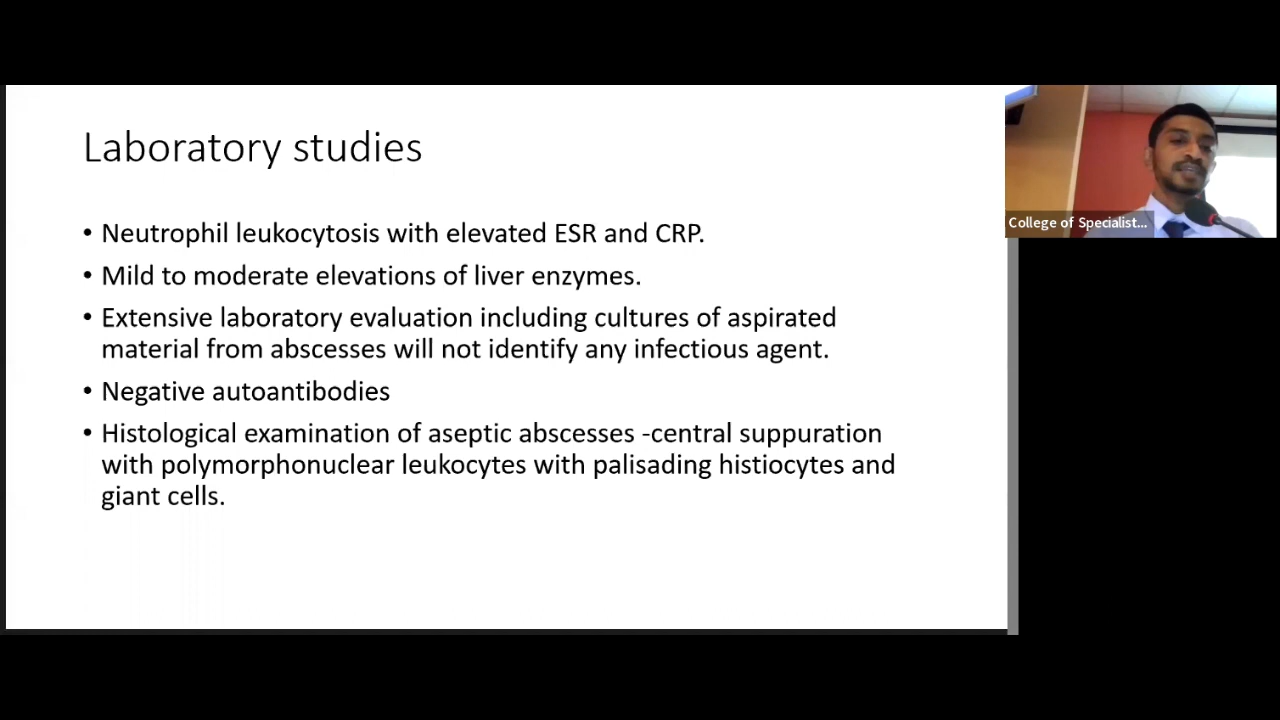 Laboratory studies
• Neutrophil leukocytosis with elevated ESR and CRP.
• Mild to moderate elevations of liver enzymes.
• Extensive laboratory evaluation including cultures of aspirated
material from abscesses will not identify any infectious agent.
• Negative autoantibodies
• Histological examination of aseptic abscesses -central suppuration
with polymorphonuclear leukocytes with palisading histiocytes and
giant cells.
College of Specialist...